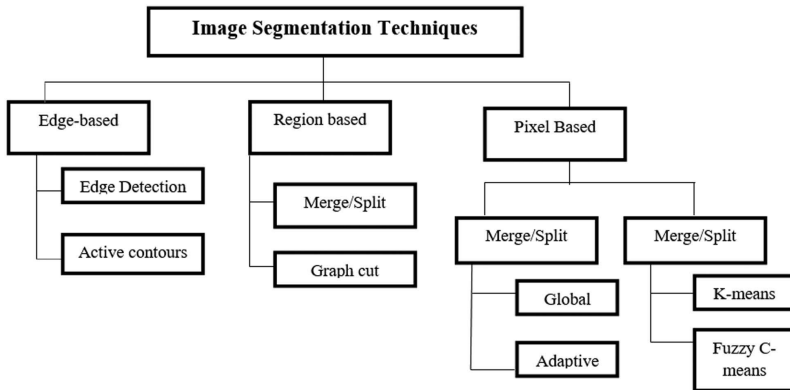 Image Segmentation Techniques
Edge-based
Region based
Pixel Based
Edge Detection
Active contours
Merge/Split
Graph cut
Merge/Split
Merge/Split
Global
Adaptive
K-means
Fuzzy C-
means